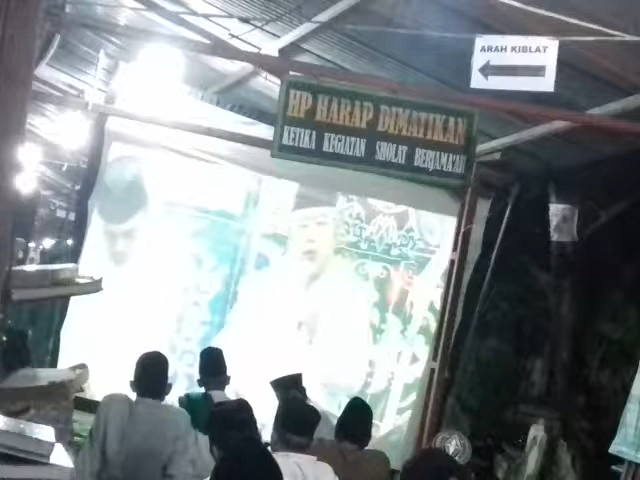 ARAH KIBLAT
HP HARAP DIMATIKAN
KETIKA KEGIATAN SHOLAT BERJAMA'AH